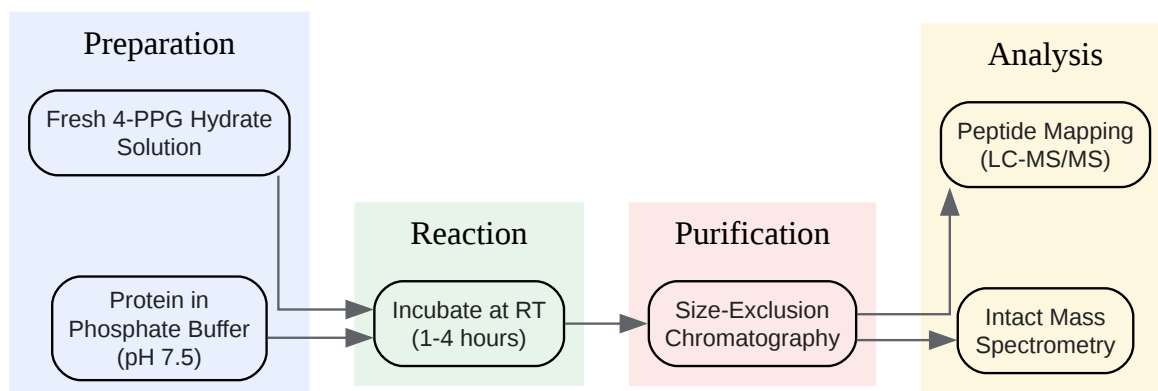 Preparation
Fresh 4-PPG Hydrate
Solution
Protein in
Phosphate Buffer
(pH 7.5)
Reaction
Incubate at RT
(1-4 hours)
Purification
Size-Exclusion
Chromatography
Analysis
Peptide Mapping
(LC-MS/MS)
Intact Mass
Spectrometry